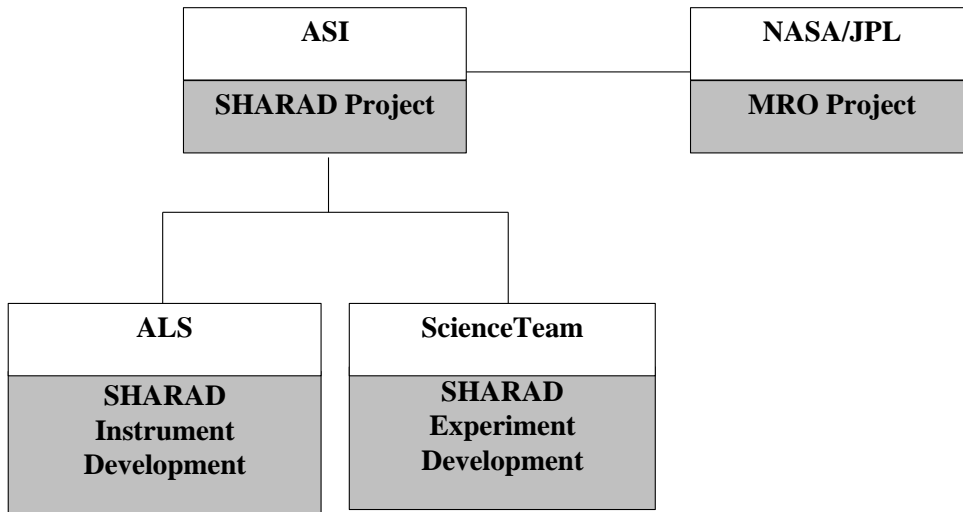 ASI
SHARAD Project
NASA/JPL
MRO Project
ALS
SHARAD
Instrument
Development
ScienceTeam
SHARAD
Experiment
Development